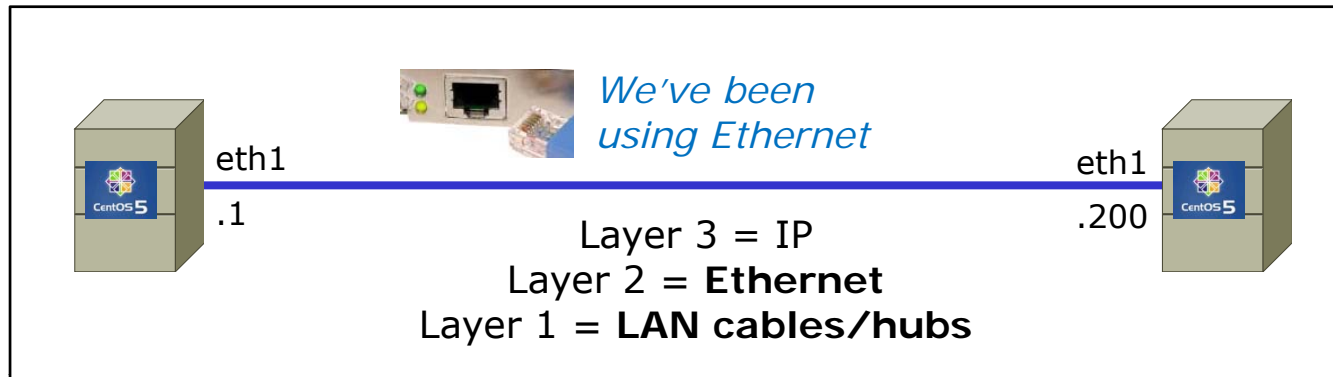 We've been
using Ethernet
eth1
eth1
CentOS 5
CentOS 5
.1
.200
Layer 3 = IP
Layer 2 = Ethernet
Layer 1 = LAN cables/hubs